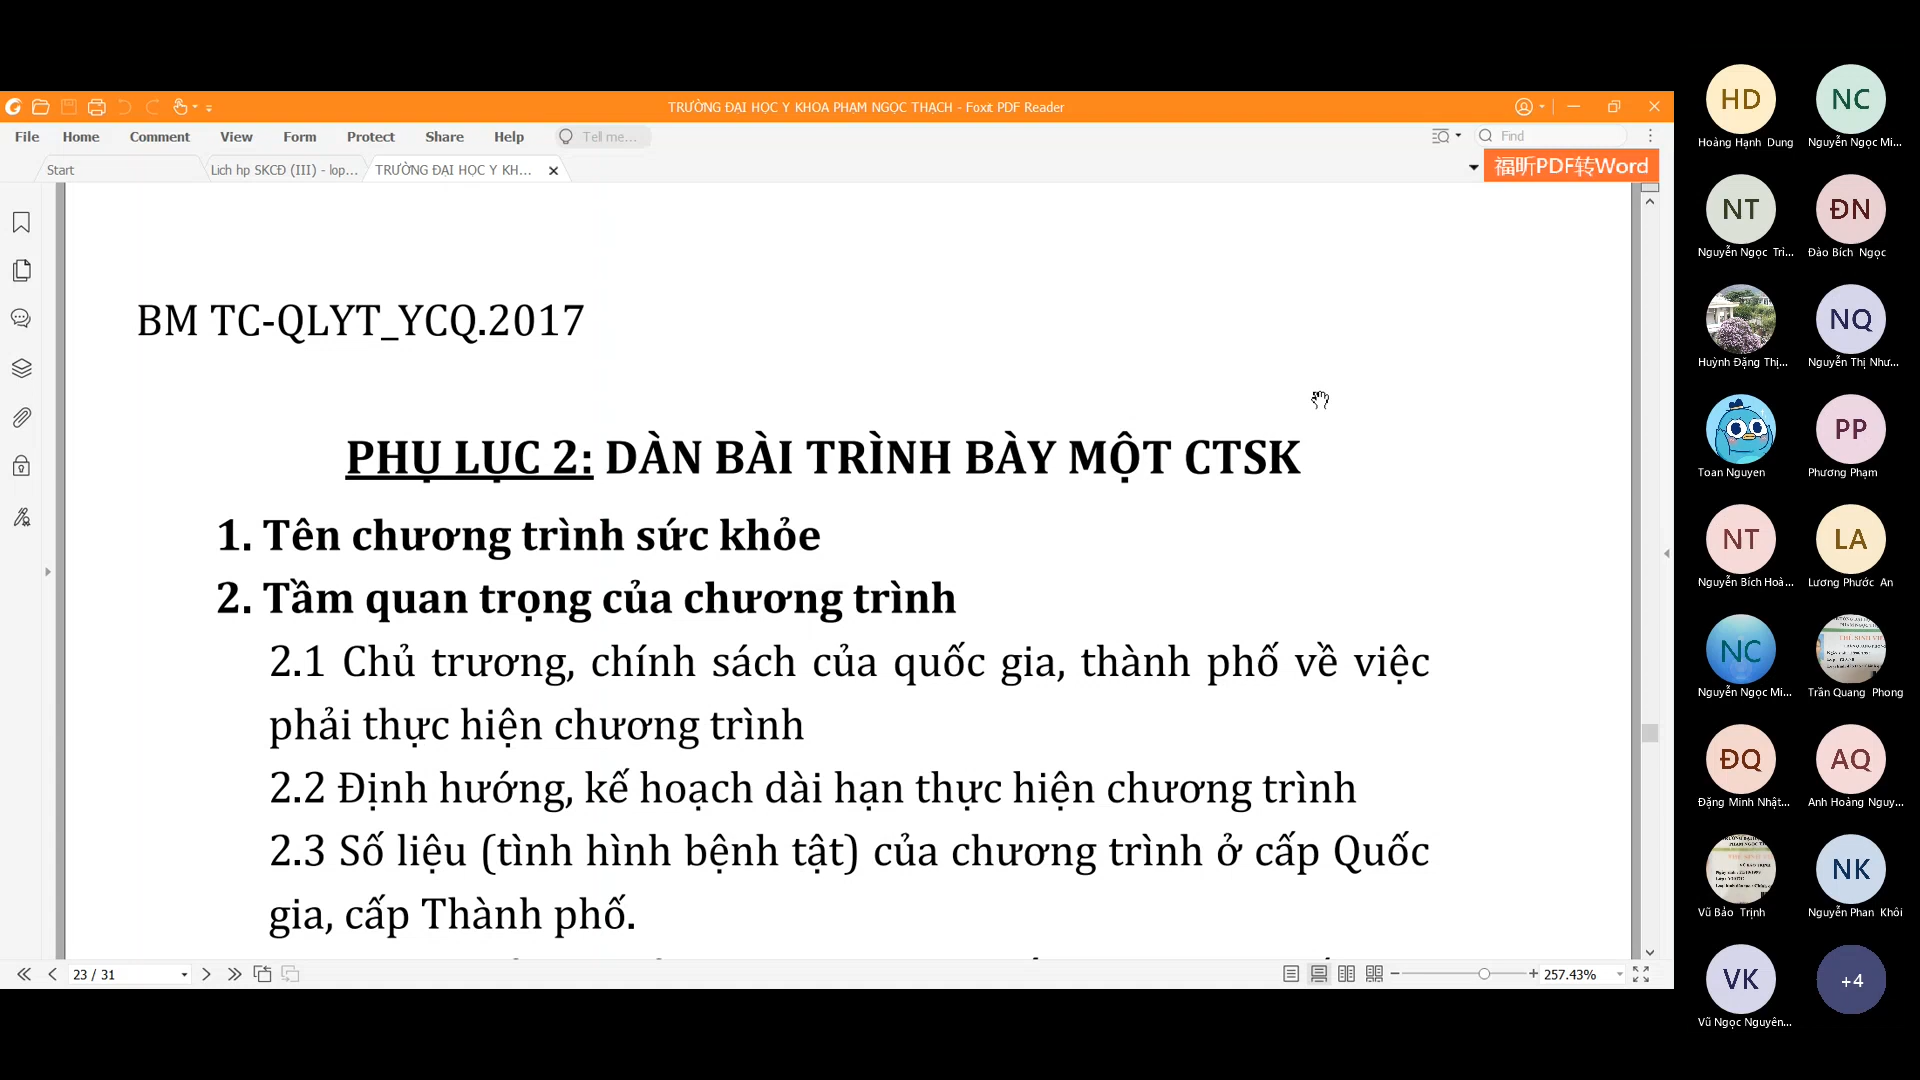 TRƯỜNG ĐẠI HỌC Y KHOA PHẠM NGỌC THẠCH - Foxit PDF Reader
File Home Comment View Form Protect Share Help Tell me... Find
Start Lich hp SKCĐ (III) - lop... TRƯỜNG ĐẠI HỌC Y KH...
福昕PDF转Word
BM TC-QLYT_YCQ.2017
PHỤ LỤC 2: DÀN BÀI TRÌNH BÀY MỘT CTSK
1. Tên chương trình sức khỏe
2. Tầm quan trọng của chương trình
2.1 Chủ trương, chính sách của quốc gia, thành phố về việc
phải thực hiện chương trình
2.2 Định hướng, kế hoạch dài hạn thực hiện chương trình
2.3 Số liệu (tình hình bệnh tật) của chương trình ở cấp Quốc
gia, cấp Thành phố.
23 / 31
257.43%
HD NC
Hoàng Hạnh Dung Nguyễn Ngọc Mi...
NT ĐN
Nguyễn Ngọc Tri... Đào Bích Ngọc
NQ
Huỳnh Đặng Thị... Nguyễn Thị Như...
PP
Toan Nguyen Phương Phạm
NT LA
Nguyễn Bích Hoà... Lương Phước An
NC
Nguyễn Ngọc Mi... Trần Quang Phong
ĐQ AQ
Đặng Minh Nhật... Anh Hoàng Nguy...
NK
Vũ Bảo Trịnh Nguyễn Phan Khôi
VK +4
Vũ Ngọc Nguyên...